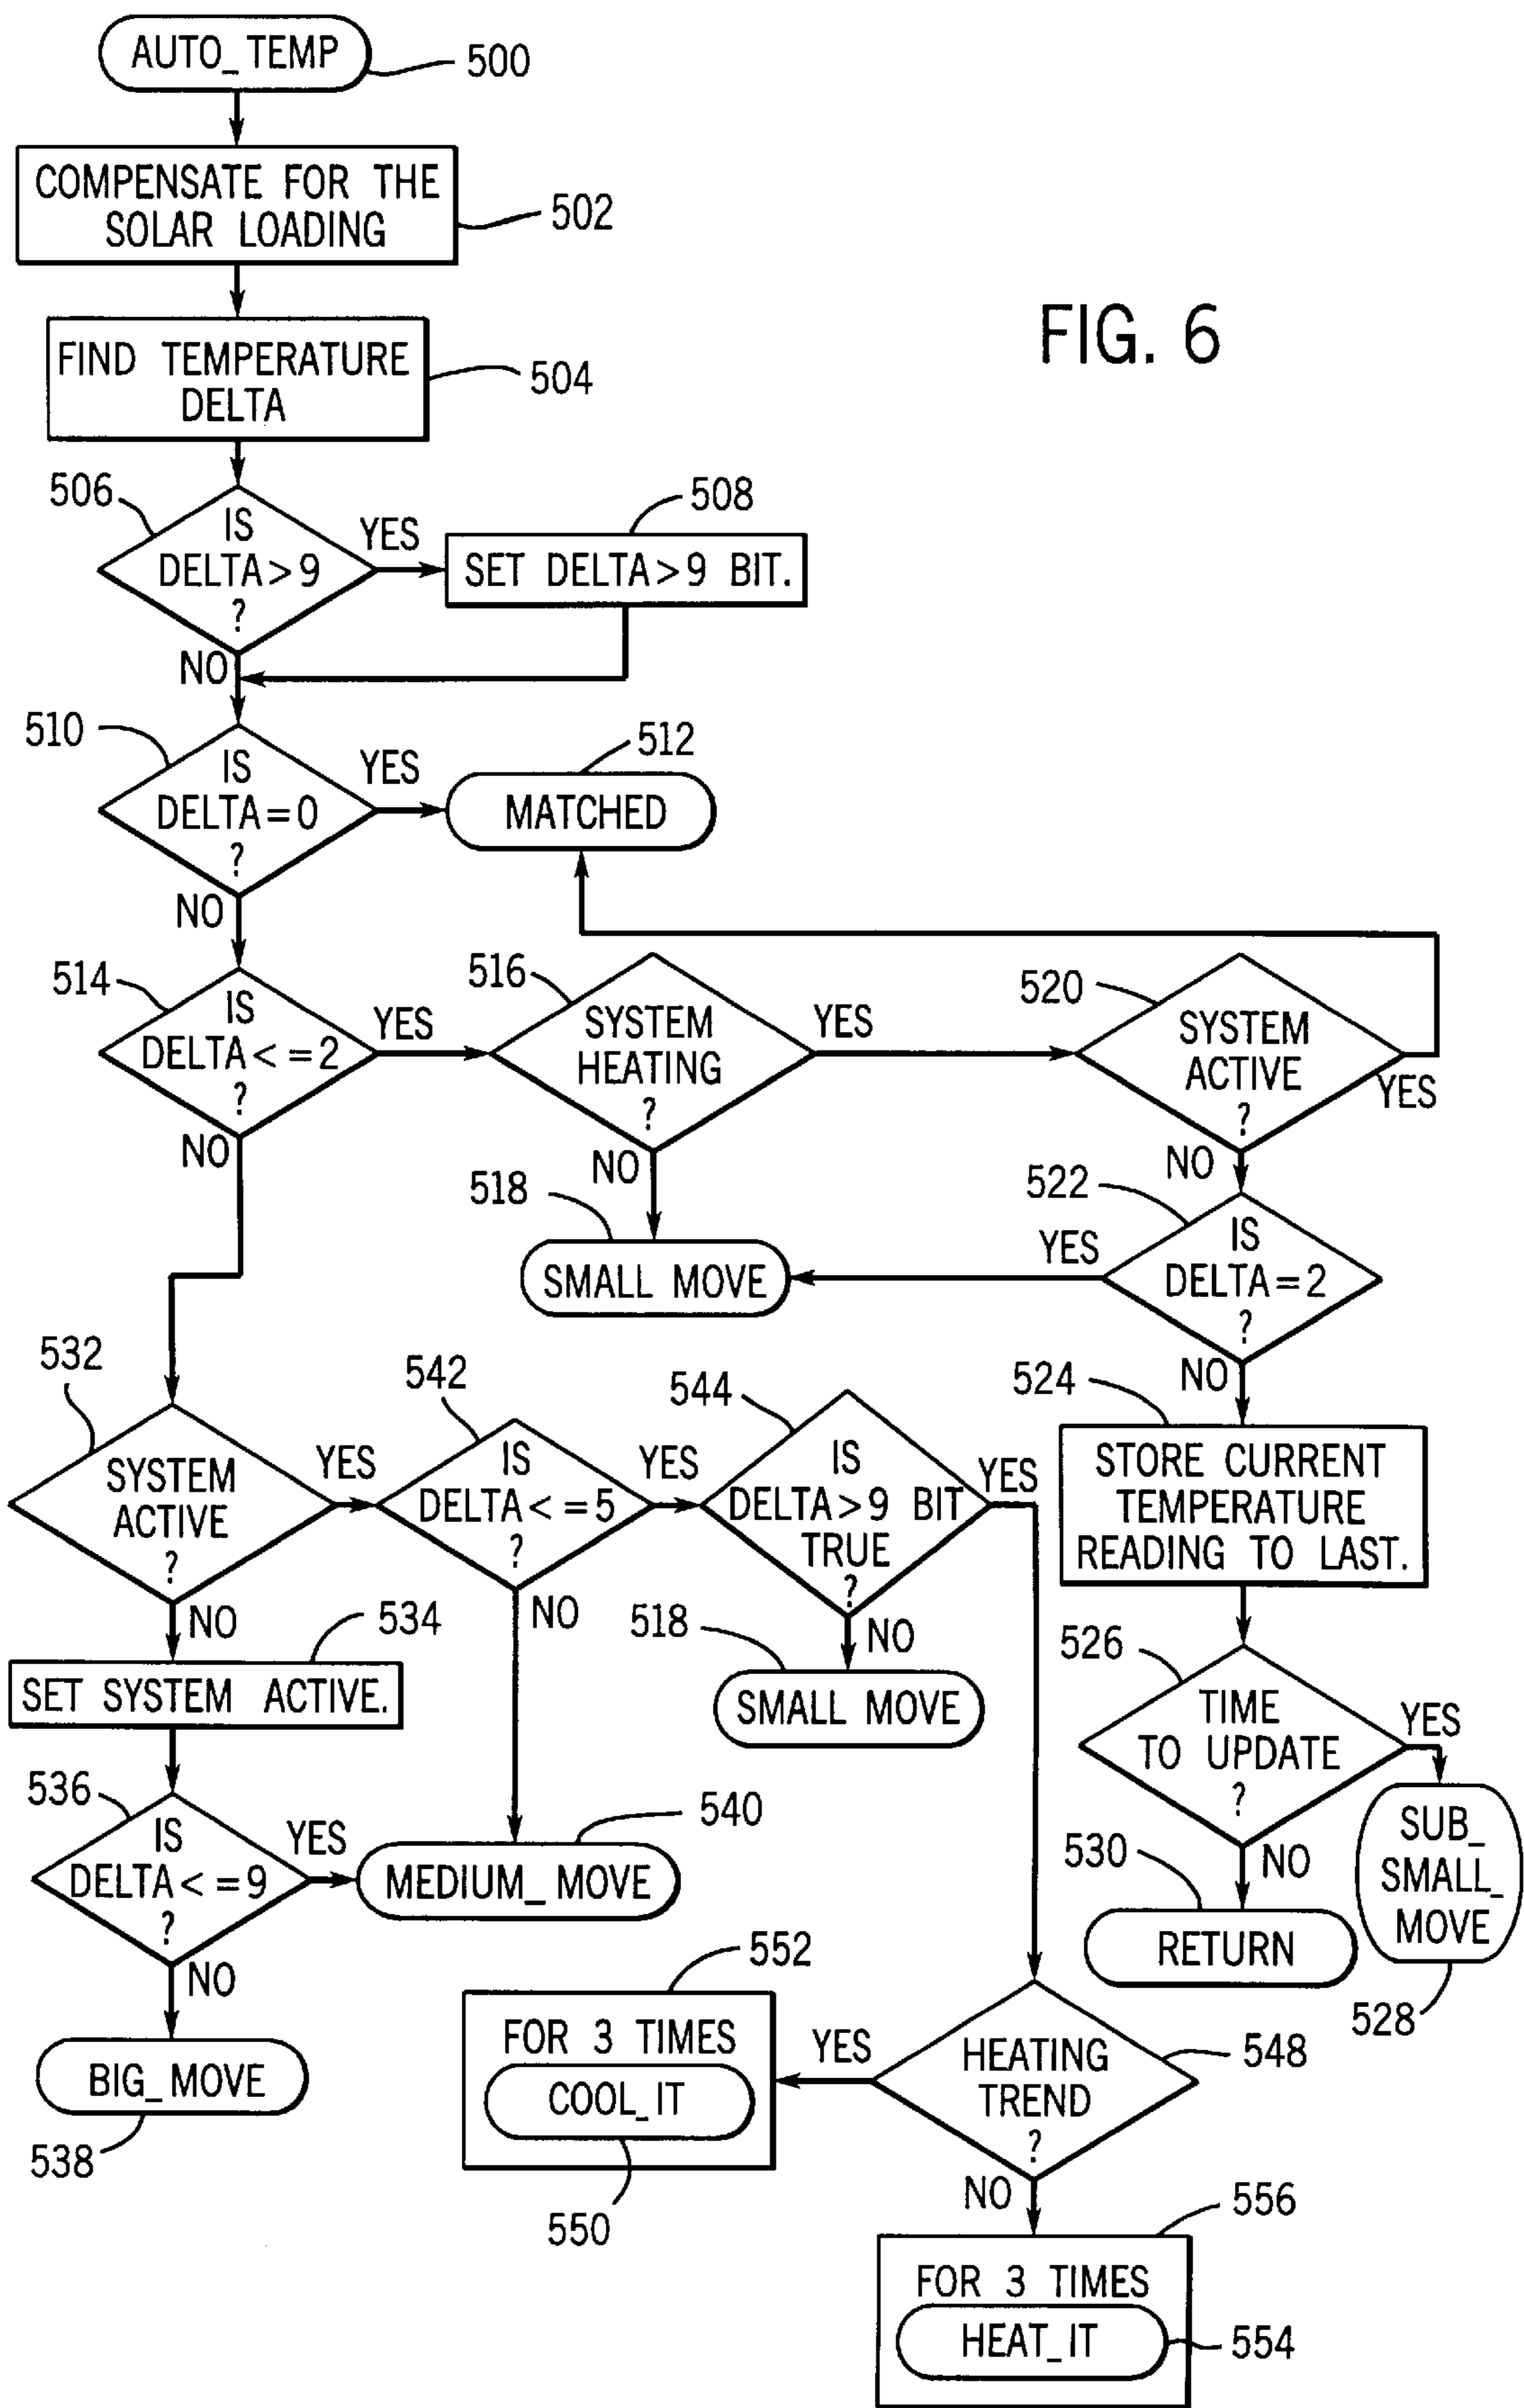 AUTO_TEMP
500
COMPENSATE FOR THE
SOLAR LOADING
502
FIG. 6
FIND TEMPERATURE
DELTA
504
506
IS
DELTA>9
?
YES
NO
508
SET DELTA>9 BIT.
510
IS
DELTA=0
?
YES
NO
512
MATCHED
514
IS
DELTA<=2
?
YES
NO
516
SYSTEM
HEATING
?
YES
NO
520
SYSTEM
ACTIVE
?
YES
NO
518
SMALL MOVE
522
IS
DELTA=2
?
YES
NO
532
SYSTEM
ACTIVE
?
YES
NO
542
IS
DELTA<=5
?
YES
NO
544
IS
DELTA>9 BIT
TRUE
?
YES
NO
524
STORE CURRENT
TEMPERATURE
READING TO LAST.
534
SET SYSTEM ACTIVE.
518
SMALL MOVE
526
TIME
TO UPDATE
?
YES
NO
536
IS
DELTA<=9
?
YES
NO
540
MEDIUM_MOVE
530
RETURN
SUB_
SMALL_
MOVE
528
BIG_MOVE
538
552
FOR 3 TIMES
COOL_IT
550
HEATING
TREND
?
YES
NO
548
556
FOR 3 TIMES
HEAT_IT
554